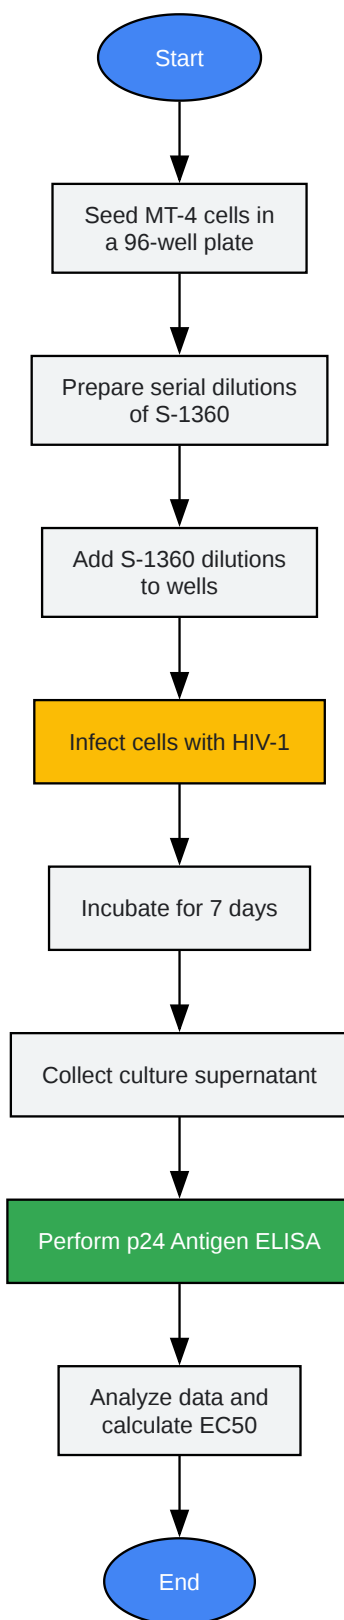 Start
Seed MT-4 cells in
a 96-well plate
Prepare serial dilutions
of S-1360
Add S-1360 dilutions
to wells
Infect cells with HIV-1
Incubate for 7 days
Collect culture supernatant
Perform p24 Antigen ELISA
Analyze data and
calculate EC50
End